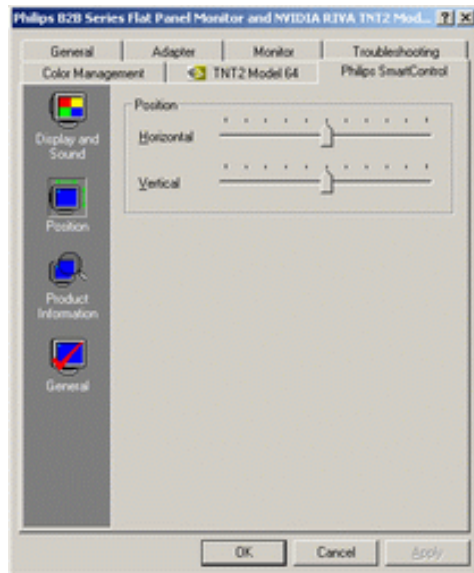 Philips B2B Series Flat Panel Monitor and NVIDIA RIVA TNT2 Mod... ? X
General Adapter Monitor Troubleshooting
Color Management TNT2 Model 64 Philips SmartControl
Position
Horizontal
Vertical
Display and
Sound
Position
Product
Information
General
OK Cancel Apply